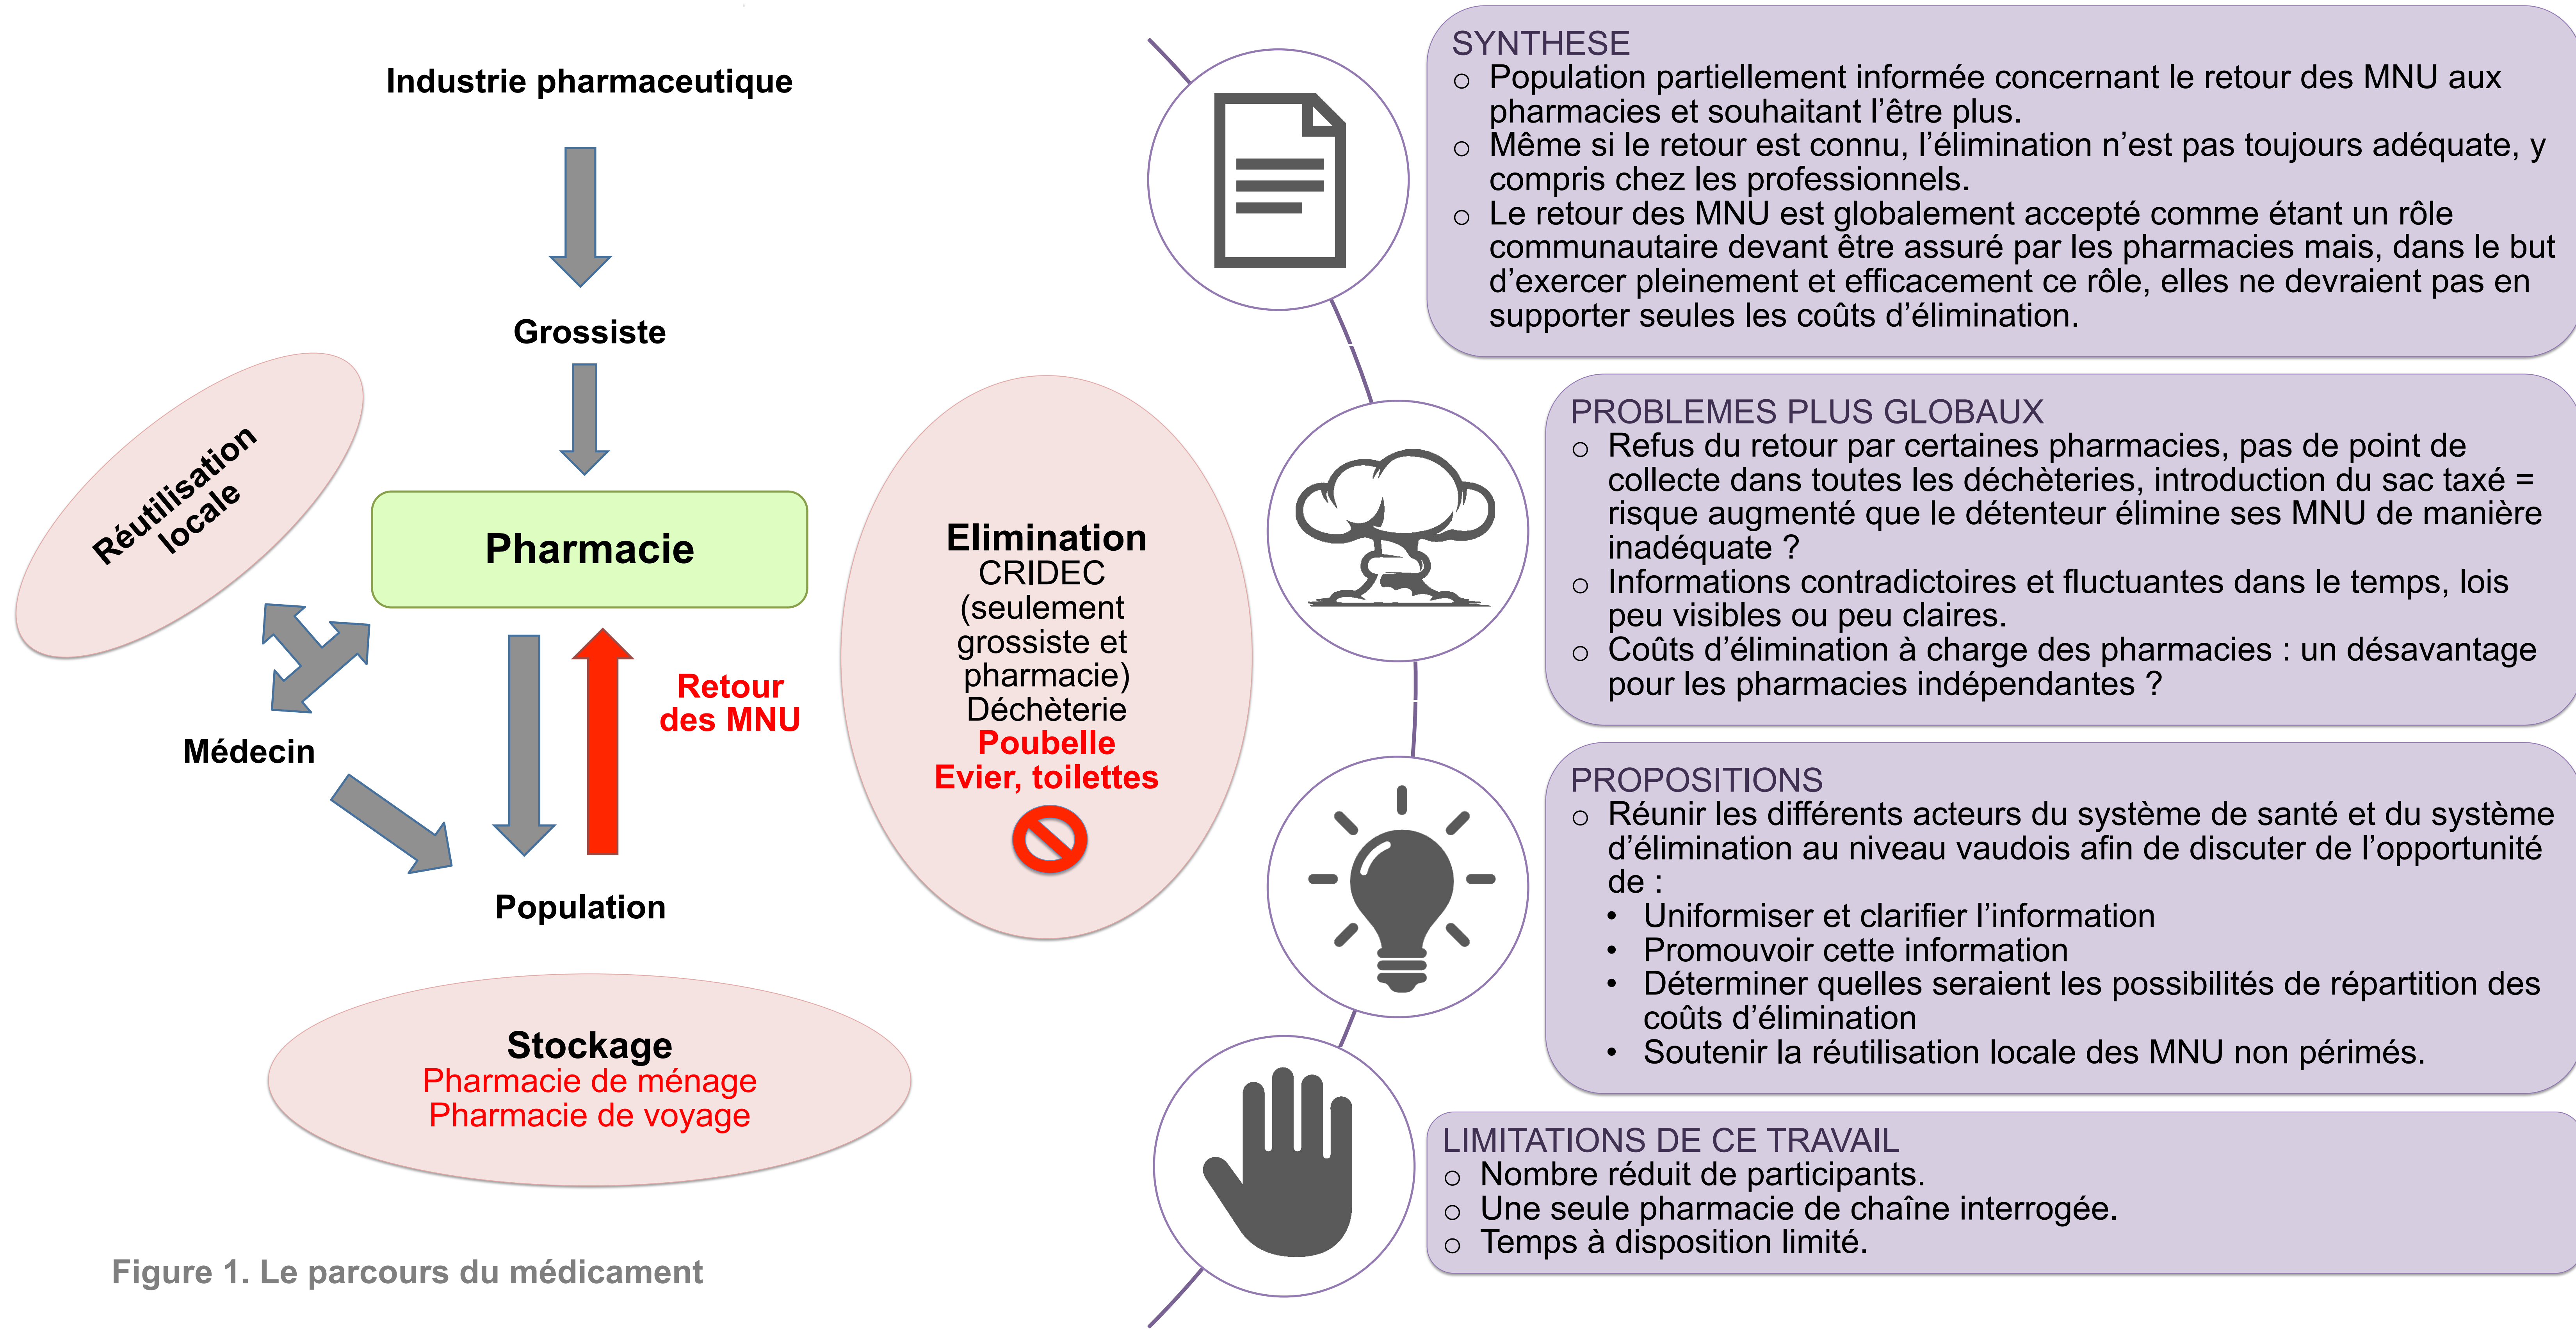 Industrie pharmaceutique
Grossiste
Réutilisation
locale
Pharmacie
Retour
des MNU
Médecin
Population
Elimination
CRIDEC
(seulement
grossiste et
pharmacie)
Déchèterie
Poubelle
Evier, toilettes
Stockage
Pharmacie de ménage
Pharmacie de voyage
Figure 1. Le parcours du médicament
SYNTHESE
o Population partiellement informée concernant le retour des MNU aux
pharmacies et souhaitant l’être plus.
o Même si le retour est connu, l’élimination n’est pas toujours adéquate, y
compris chez les professionnels.
o Le retour des MNU est globalement accepté comme étant un rôle
communautaire devant être assuré par les pharmacies mais, dans le but
d’exercer pleinement et efficacement ce rôle, elles ne devraient pas en
supporter seules les coûts d’élimination.
PROBLEMES PLUS GLOBAUX
o Refus du retour par certaines pharmacies, pas de point de
collecte dans toutes les déchèteries, introduction du sac taxé =
risque augmenté que le détenteur élimine ses MNU de manière
inadéquate ?
o Informations contradictoires et fluctuantes dans le temps, lois
peu visibles ou peu claires.
o Coûts d’élimination à charge des pharmacies : un désavantage
pour les pharmacies indépendantes ?
PROPOSITIONS
o Réunir les différents acteurs du système de santé et du système
d’élimination au niveau vaudois afin de discuter de l’opportunité
de :
• Uniformiser et clarifier l’information
• Promouvoir cette information
• Déterminer quelles seraient les possibilités de répartition des
coûts d’élimination
• Soutenir la réutilisation locale des MNU non périmés.
LIMITATIONS DE CE TRAVAIL
o Nombre réduit de participants.
o Une seule pharmacie de chaîne interrogée.
o Temps à disposition limité.